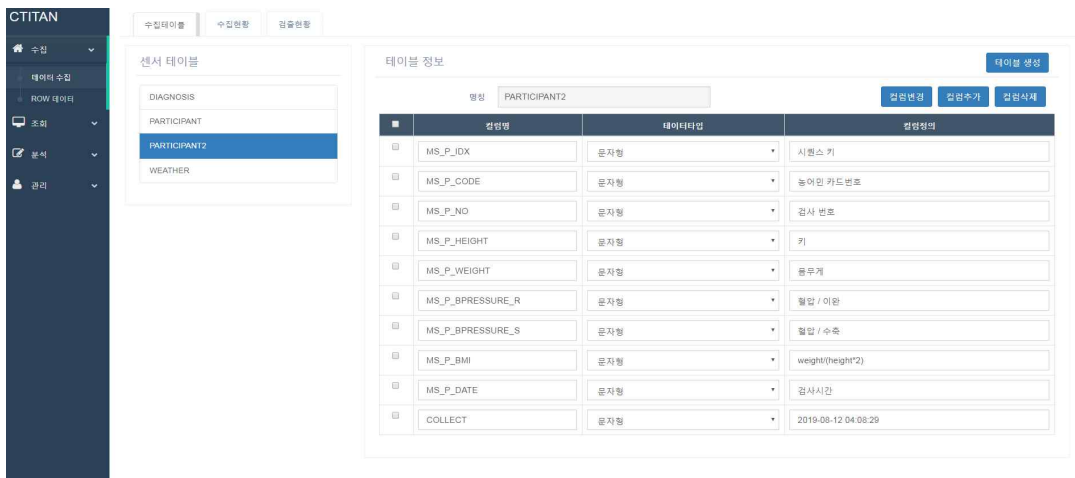 CTITAN
수집
데이터 수집
ROW 데이터
조회
분석
관리
수집테이블 수집현황 검출현황
센서 테이블
DIAGNOSIS
PARTICIPANT
PARTICIPANT2
WEATHER
테이블 정보
테이블 생성
명칭 PARTICIPANT2 컬럼변경 컬럼추가 컬럼삭제
컬럼명 데이터타입 컬럼정의
MS_P_IDX 문자형 시퀀스 키
MS_P_CODE 문자형 농어민 카드번호
MS_P_NO 문자형 검사 번호
MS_P_HEIGHT 문자형 키
MS_P_WEIGHT 문자형 몸무게
MS_P_BPRESSURE_R 문자형 혈압 / 이완
MS_P_BPRESSURE_S 문자형 혈압 / 수축
MS_P_BMI 문자형 weight/(height*2)
MS_P_DATE 문자형 검사시간
COLLECT 문자형 2019-08-12 04:08:29